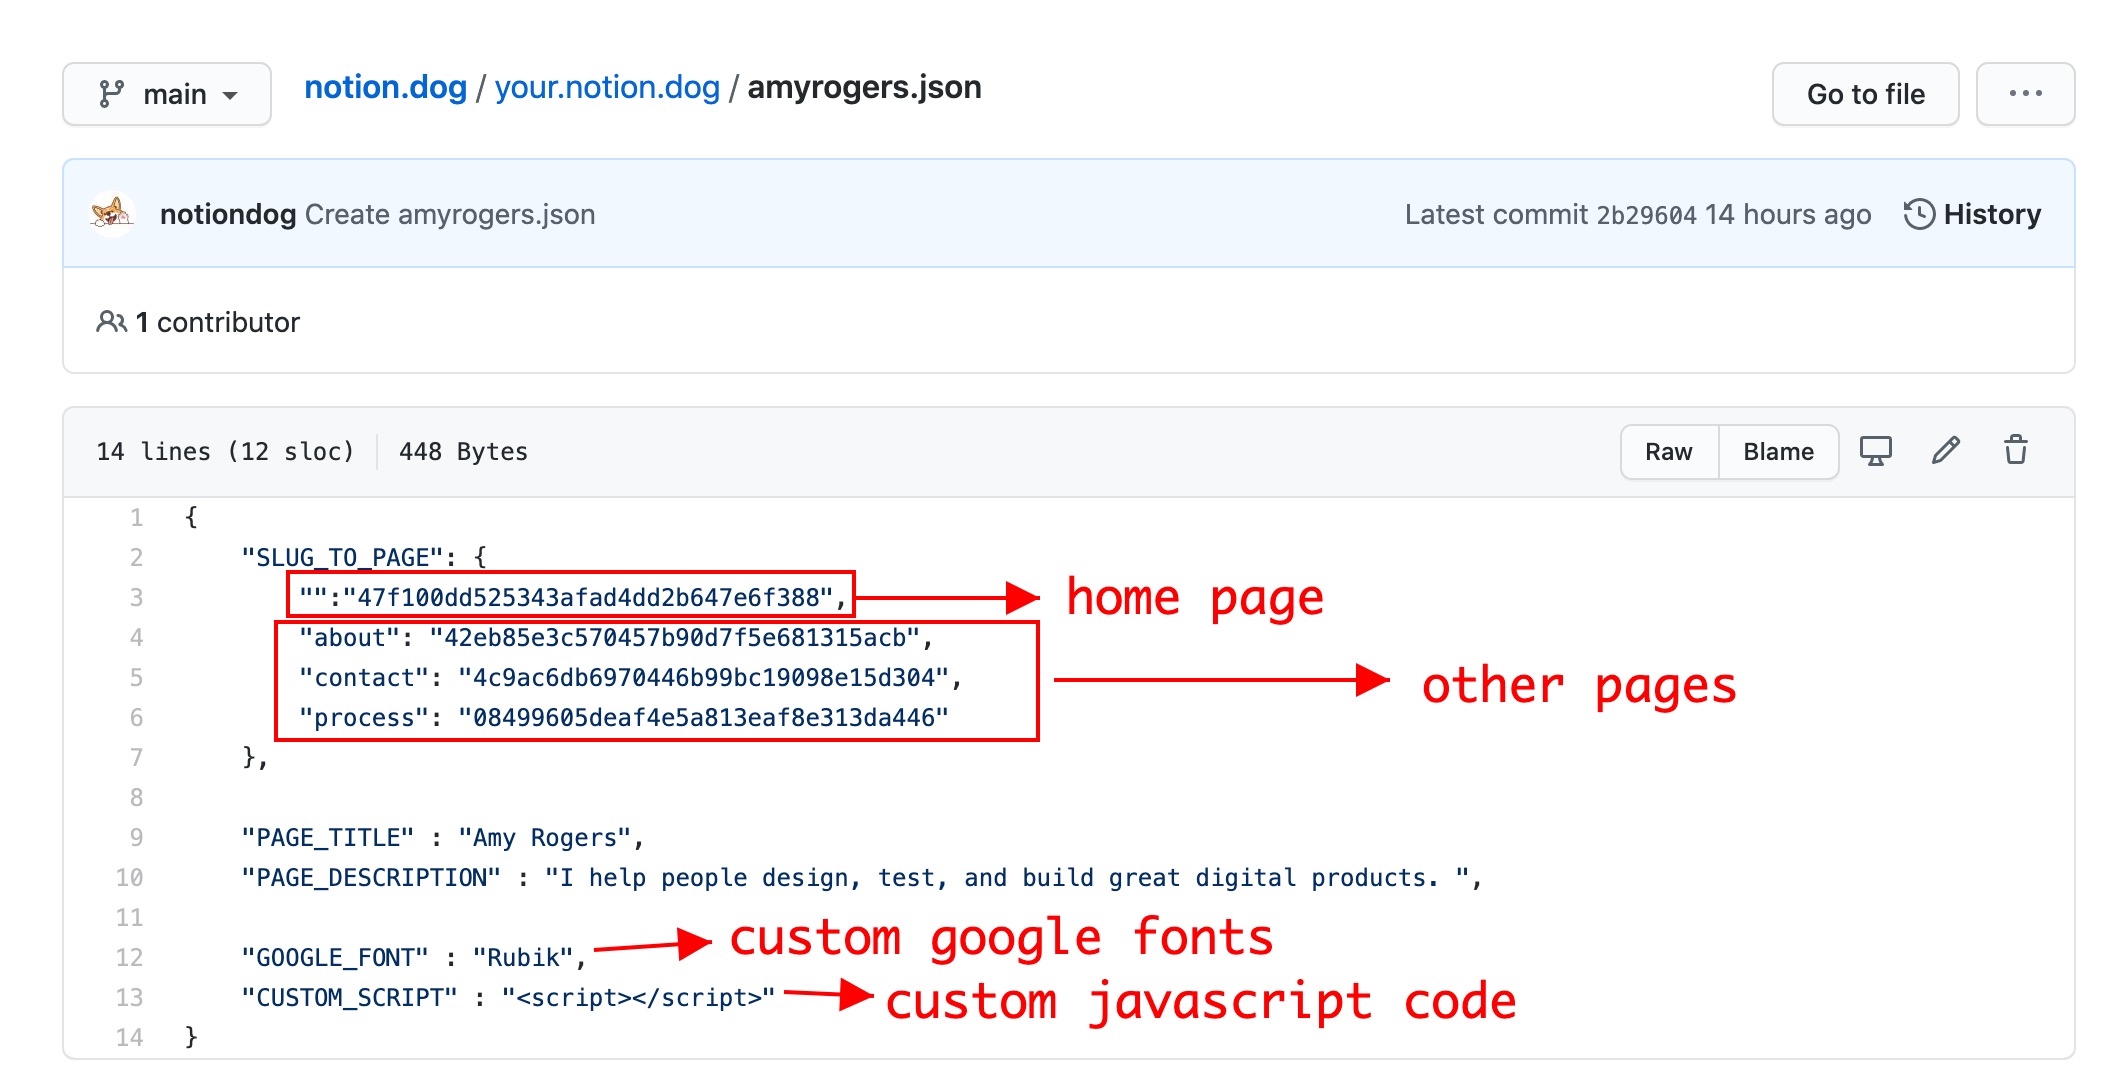 main notion.dog / your.notion.dog / amyrogers.json Go to file
notiondog Create amyrogers.json Latest commit 2b29604 14 hours ago History
1 contributor
14 lines (12 sloc) 448 Bytes Raw Blame
1 {
2 "SLUG_TO_PAGE": {
3 "":"47f100dd525343afad4dd2b647e6f388", home page
4 "about": "42eb85e3c570457b90d7f5e681315acb",
5 "contact": "4c9ac6db6970446b99bc19098e15d304", other pages
6 "process": "08499605deaf4e5a813eaf8e313da446"
7 },
8
9 "PAGE_TITLE" : "Amy Rogers",
10 "PAGE_DESCRIPTION" : "I help people design, test, and build great digital products. ",
11
12 "GOOGLE_FONT" : "Rubik", custom google fonts
13 "CUSTOM_SCRIPT" : "<script></script>" custom javascript code
14 }